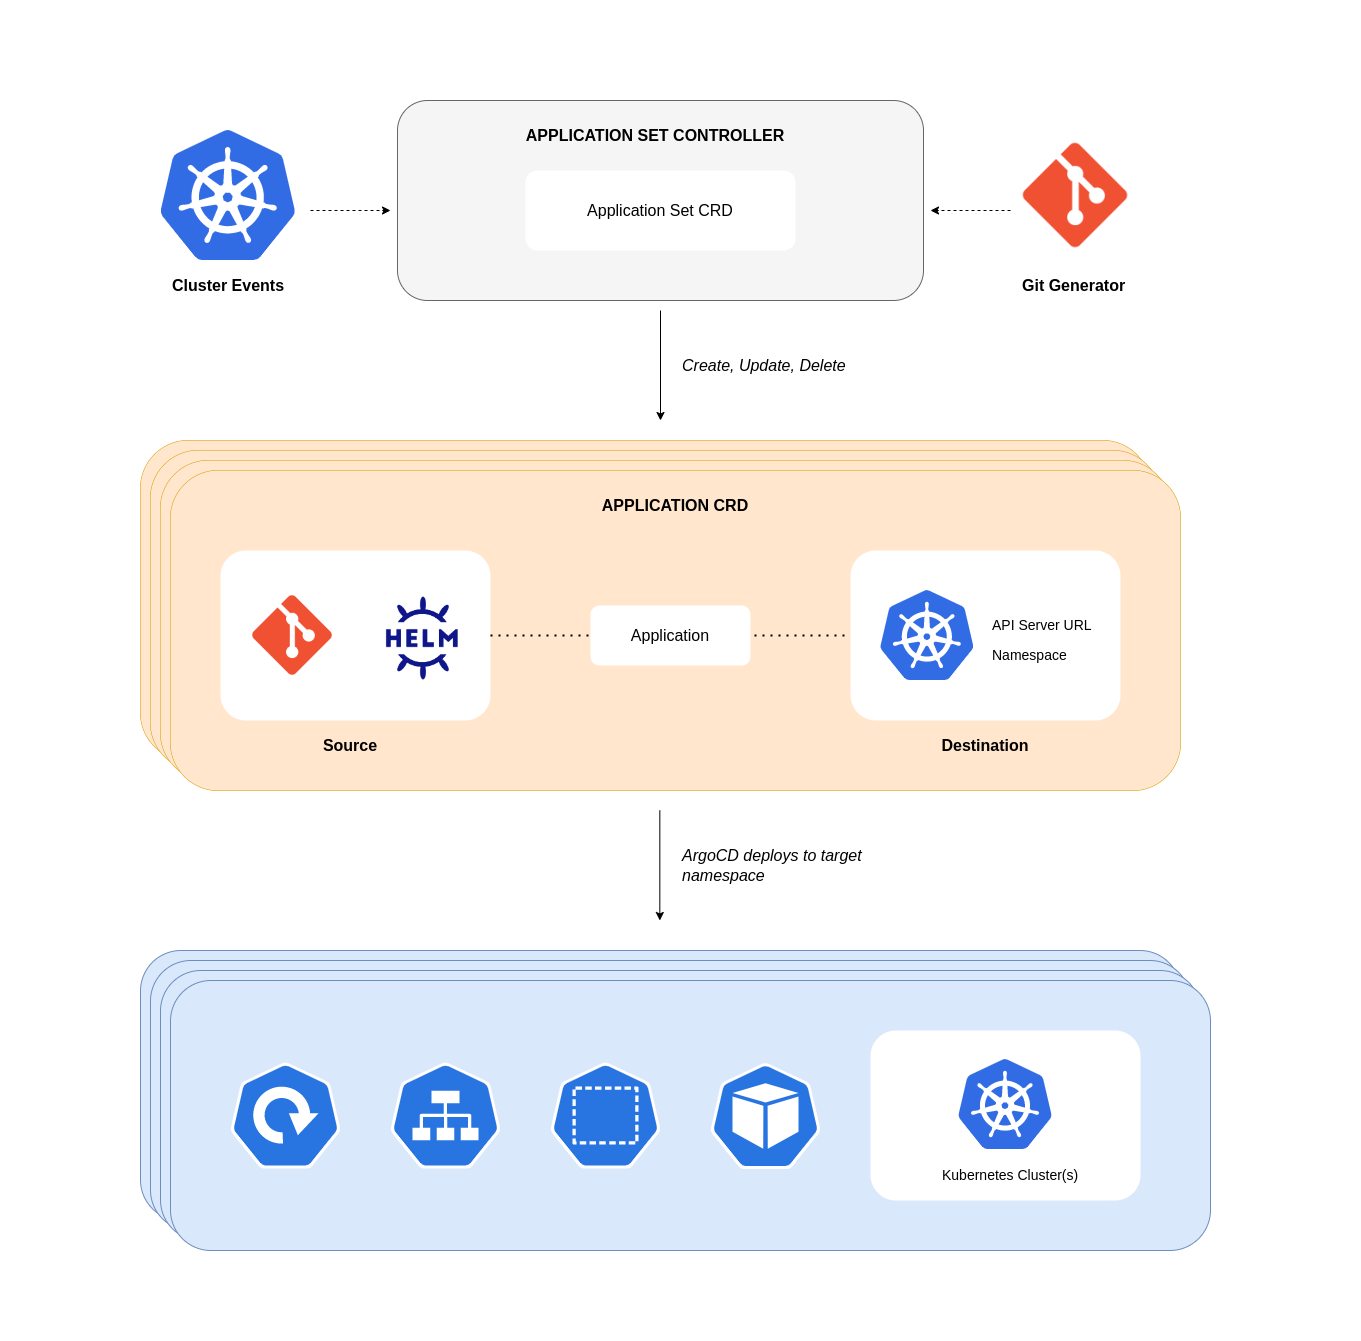 APPLICATION SET CONTROLLER
Application Set CRD
Cluster Events
Git Generator
Create, Update, Delete
APPLICATION CRD
HELM
Application
API Server URL
Namespace
Source
Destination
ArgoCD deploys to target
namespace
Kubernetes Cluster(s)